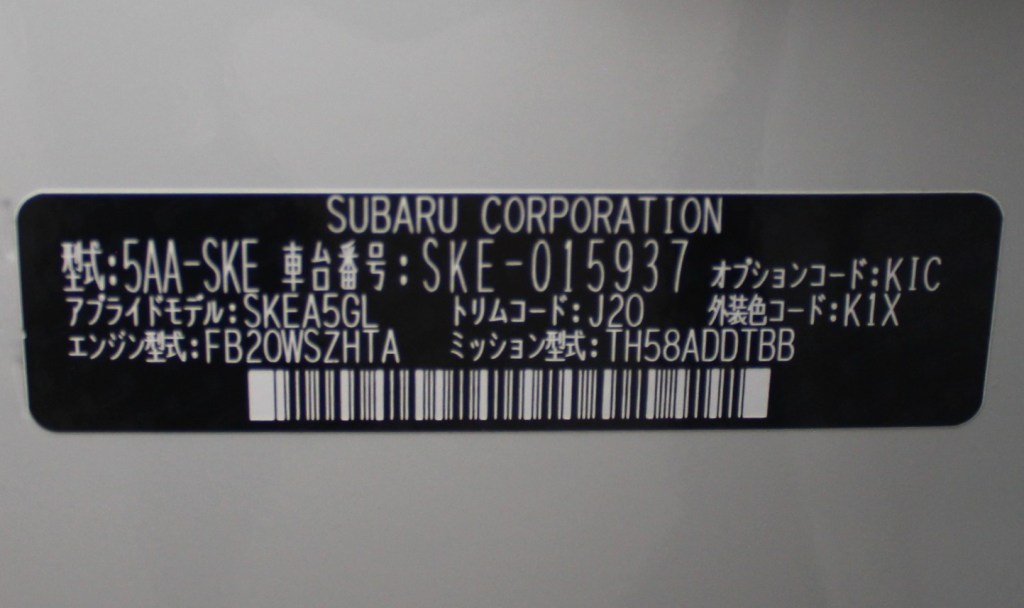 SUBARU CORPORATION
型式:5AA-SKE 車台番号:SKE-015937 オプションコード:KIC
アプライドモデル:SKEA5GL トリムコード:J20 外装色コード:K1X
エンジン型式:FB20WSZHTA ミッション型式:TH58ADDTBB